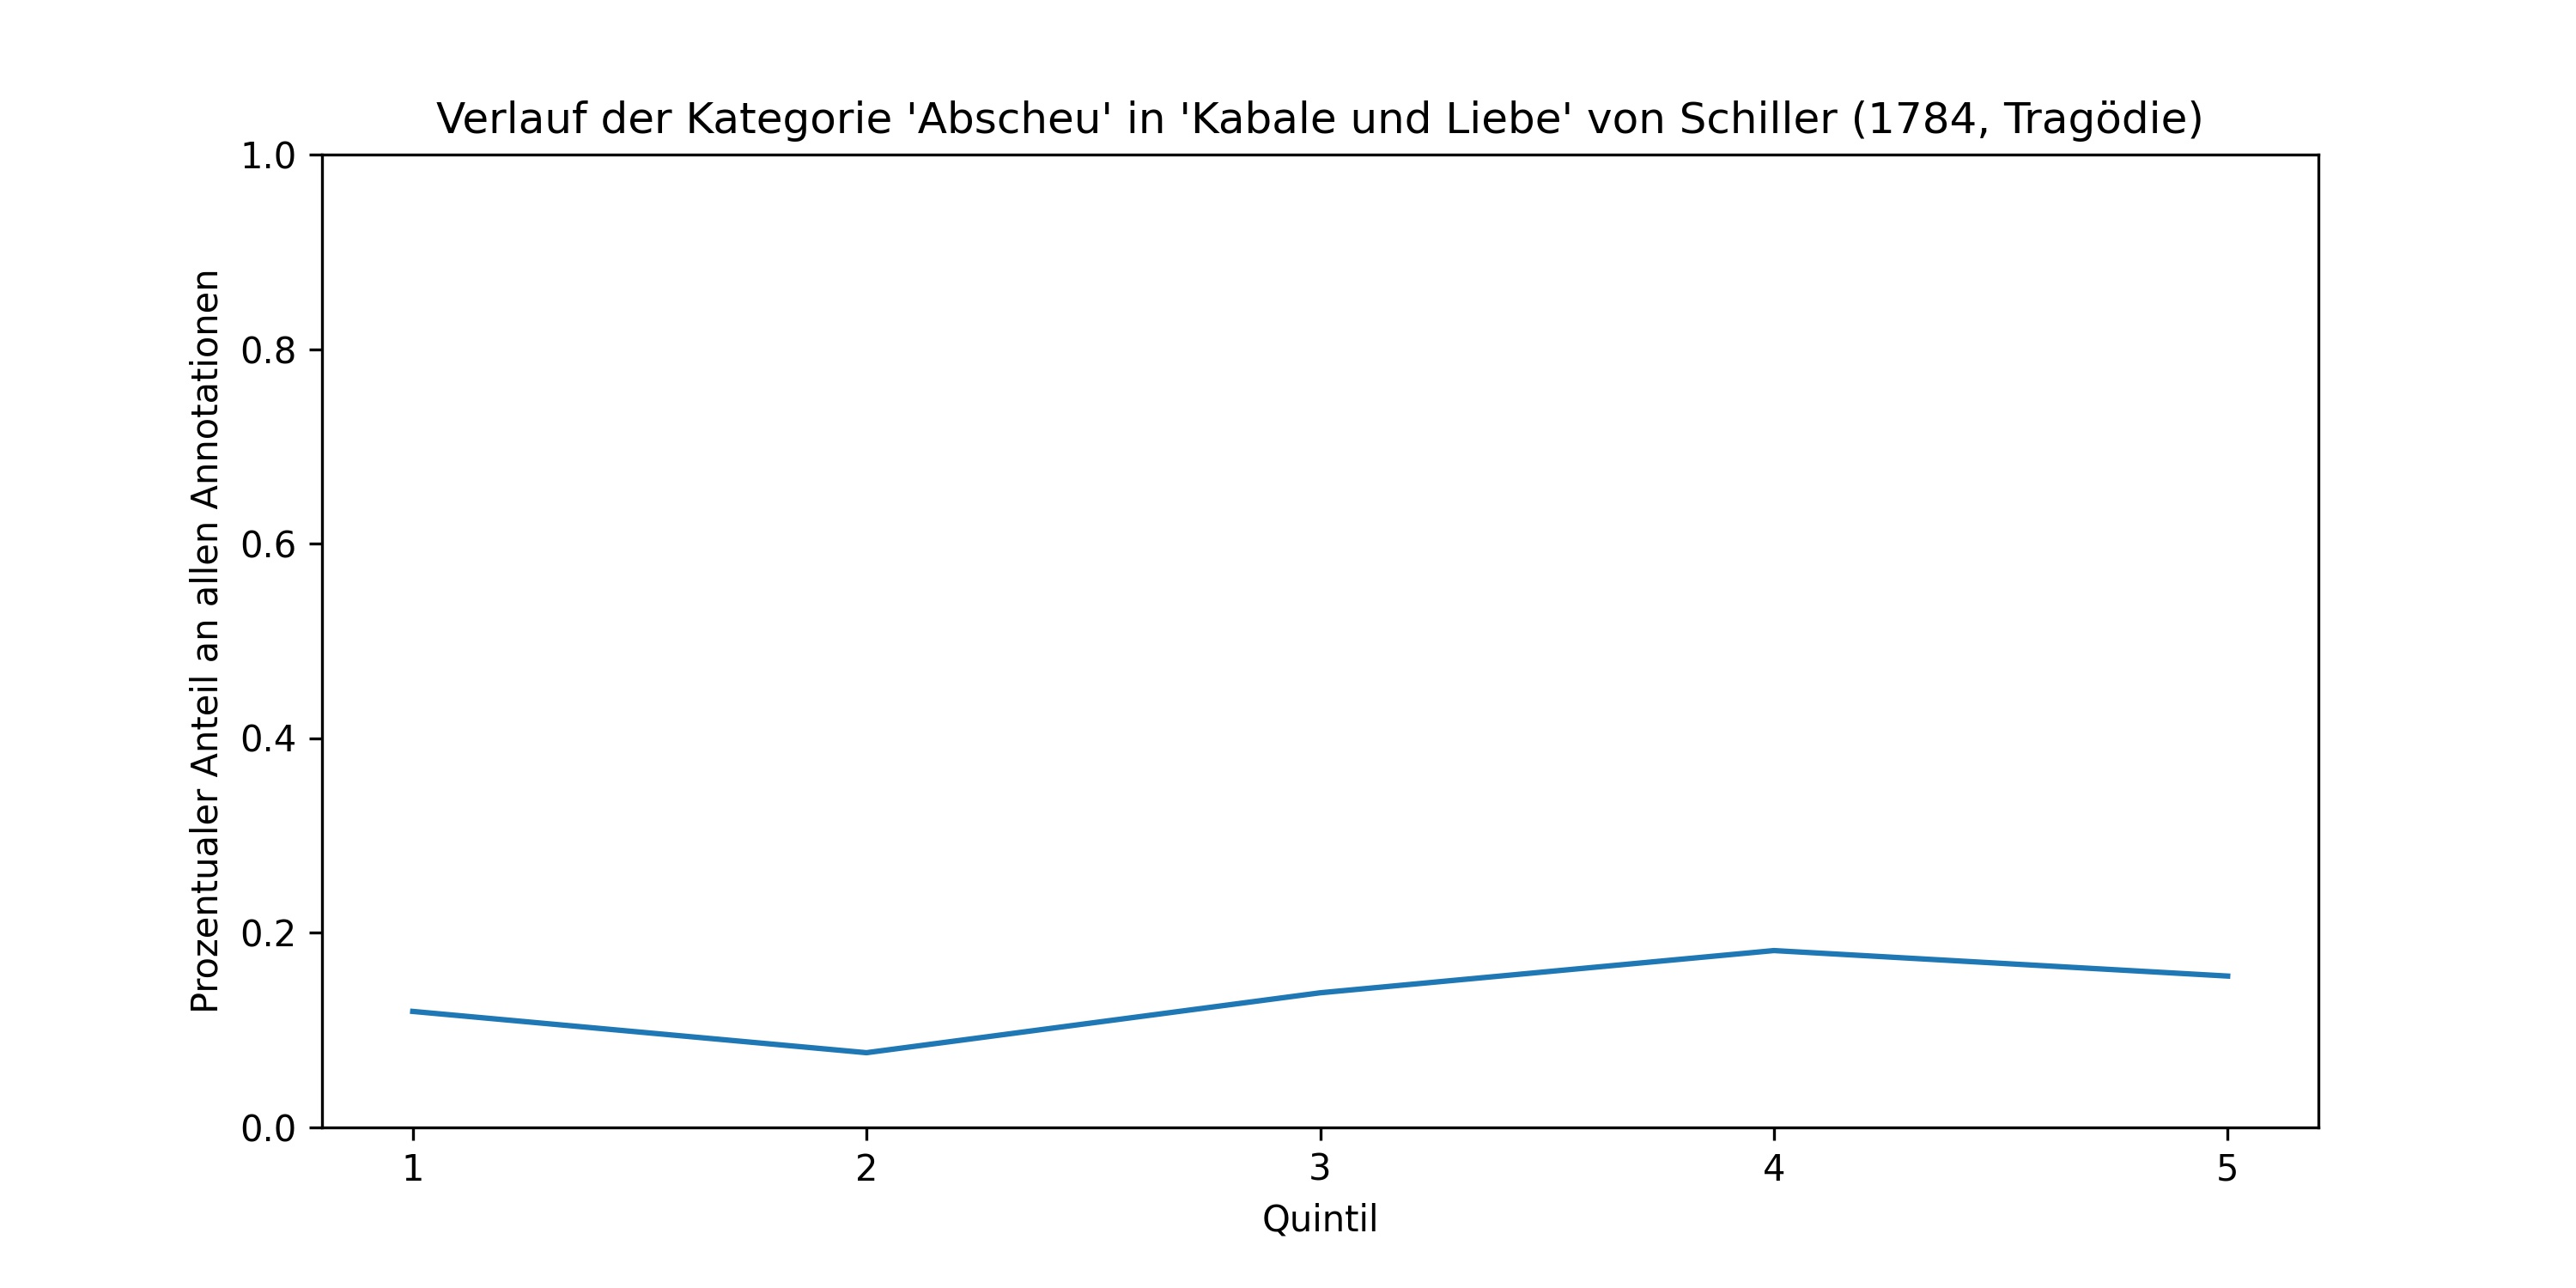 Verlauf der Kategorie 'Abscheu' in 'Kabale und Liebe' von Schiller (1784, Tragödie)
Prozentualer Anteil an allen Annotationen
1.0
0.8
0.6
0.4
0.2
0.0
1 2 3 4 5
Quintil